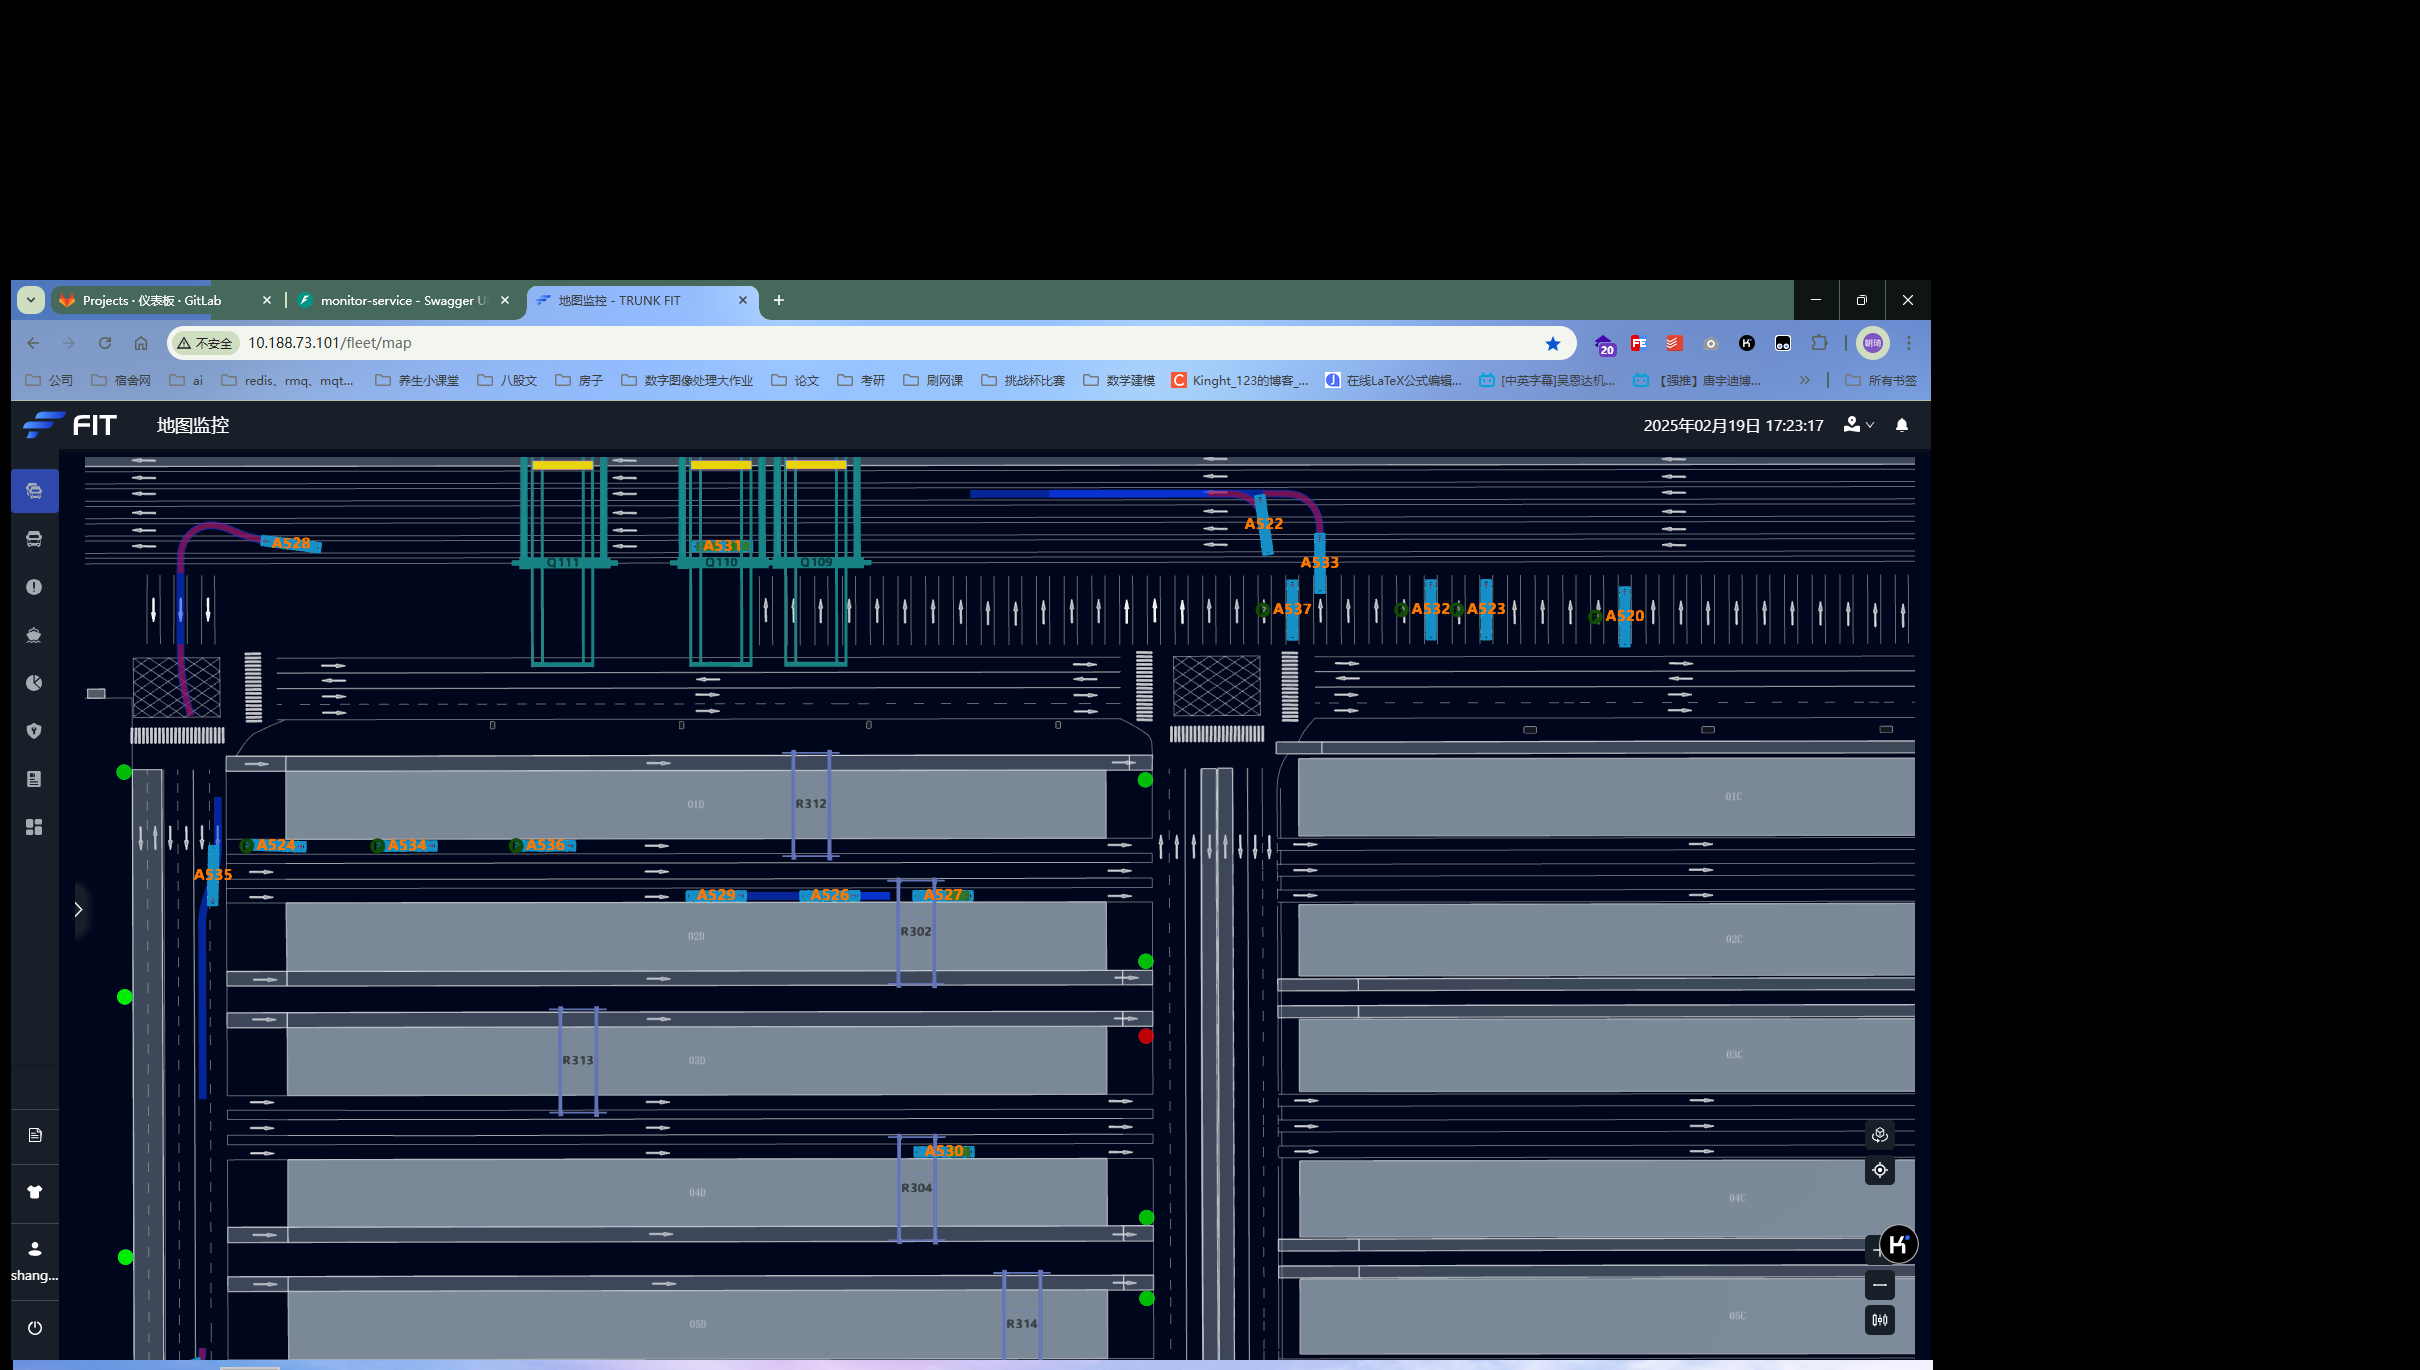 Projects · 仪表板 · GitLab
monitor-service - Swagger U
地图监控 - TRUNK FIT
不安全 10.188.73.101/fleet/map
20
FE
朝琦
公司 宿舍网 ai redis、rmq、mqt... 养生小课堂 八股文 房子 数字图像处理大作业 论文 考研 刷网课 挑战杯比赛 数学建模 Kinght_123的博客_... 在线LaTeX公式编辑... [中英字幕]吴恩达机... 【强推】唐宇迪博... 所有书签
FIT 地图监控 2025年02月19日 17:23:17
A522
A528 A531
Q111 Q110 Q109 A533
A537 A532 A523 A520
01D R312 01C
A524 A534 A536
A535
A529 A526 A527
R302
02D 02C
R313 03D 03C
A530
R304
04D 04C
shang...
05D R314 05C